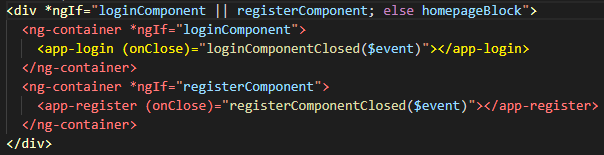 <div *ngIf="loginComponent || registerComponent; else homepageBlock">
<ng-container *ngIf="loginComponent">
<app-login (onClose)="loginComponentClosed($event)"></app-login>
</ng-container>
<ng-container *ngIf="registerComponent">
<app-register (onClose)="registerComponentClosed($event)"></app-register>
</ng-container>
</div>